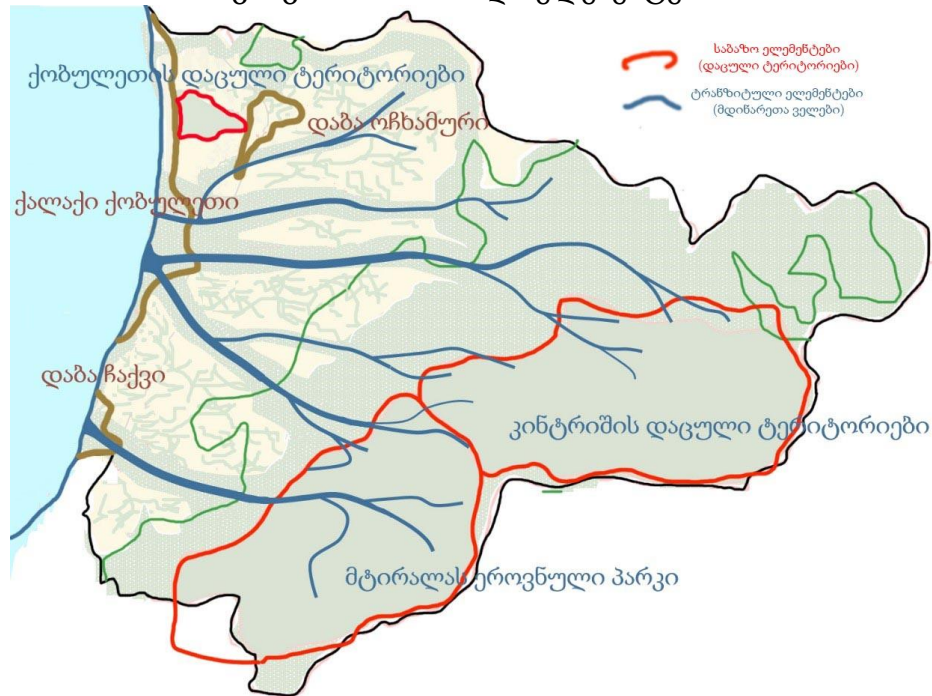 საბაზო ელემენტები
(დაცული ტერიტორიები)
ტრანზიტული ელემენტები
(მდინარეთა ველები)
ქობულეთის დაცული ტერიტორიები
დაბა ოჩხამური
ქალაქი ქობულეთი
დაბა ჩაქვი
კინტრიშის დაცული ტერიტორიები
მტირალას ეროვნული პარკი